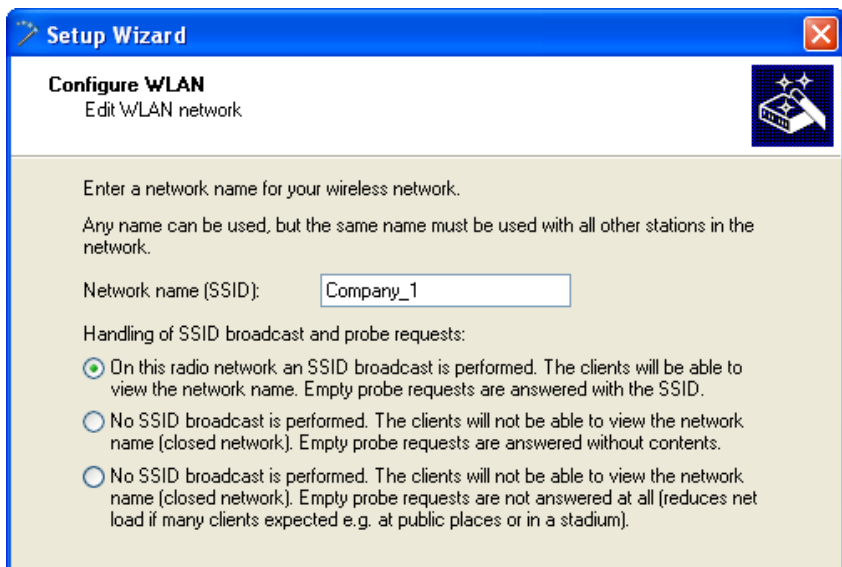 Setup Wizard
Configure WLAN
Edit WLAN network
Enter a network name for your wireless network.
Any name can be used, but the same name must be used with all other stations in the
network.
Network name (SSID):
Company_1
Handling of SSID broadcast and probe requests:
On this radio network an SSID broadcast is performed. The clients will be able to
view the network name. Empty probe requests are answered with the SSID.
No SSID broadcast is performed. The clients will not be able to view the network
name (closed network). Empty probe requests are answered without contents.
No SSID broadcast is performed. The clients will not be able to view the network
name (closed network). Empty probe requests are not answered at all (reduces net
load if many clients expected e.g. at public places or in a stadium).